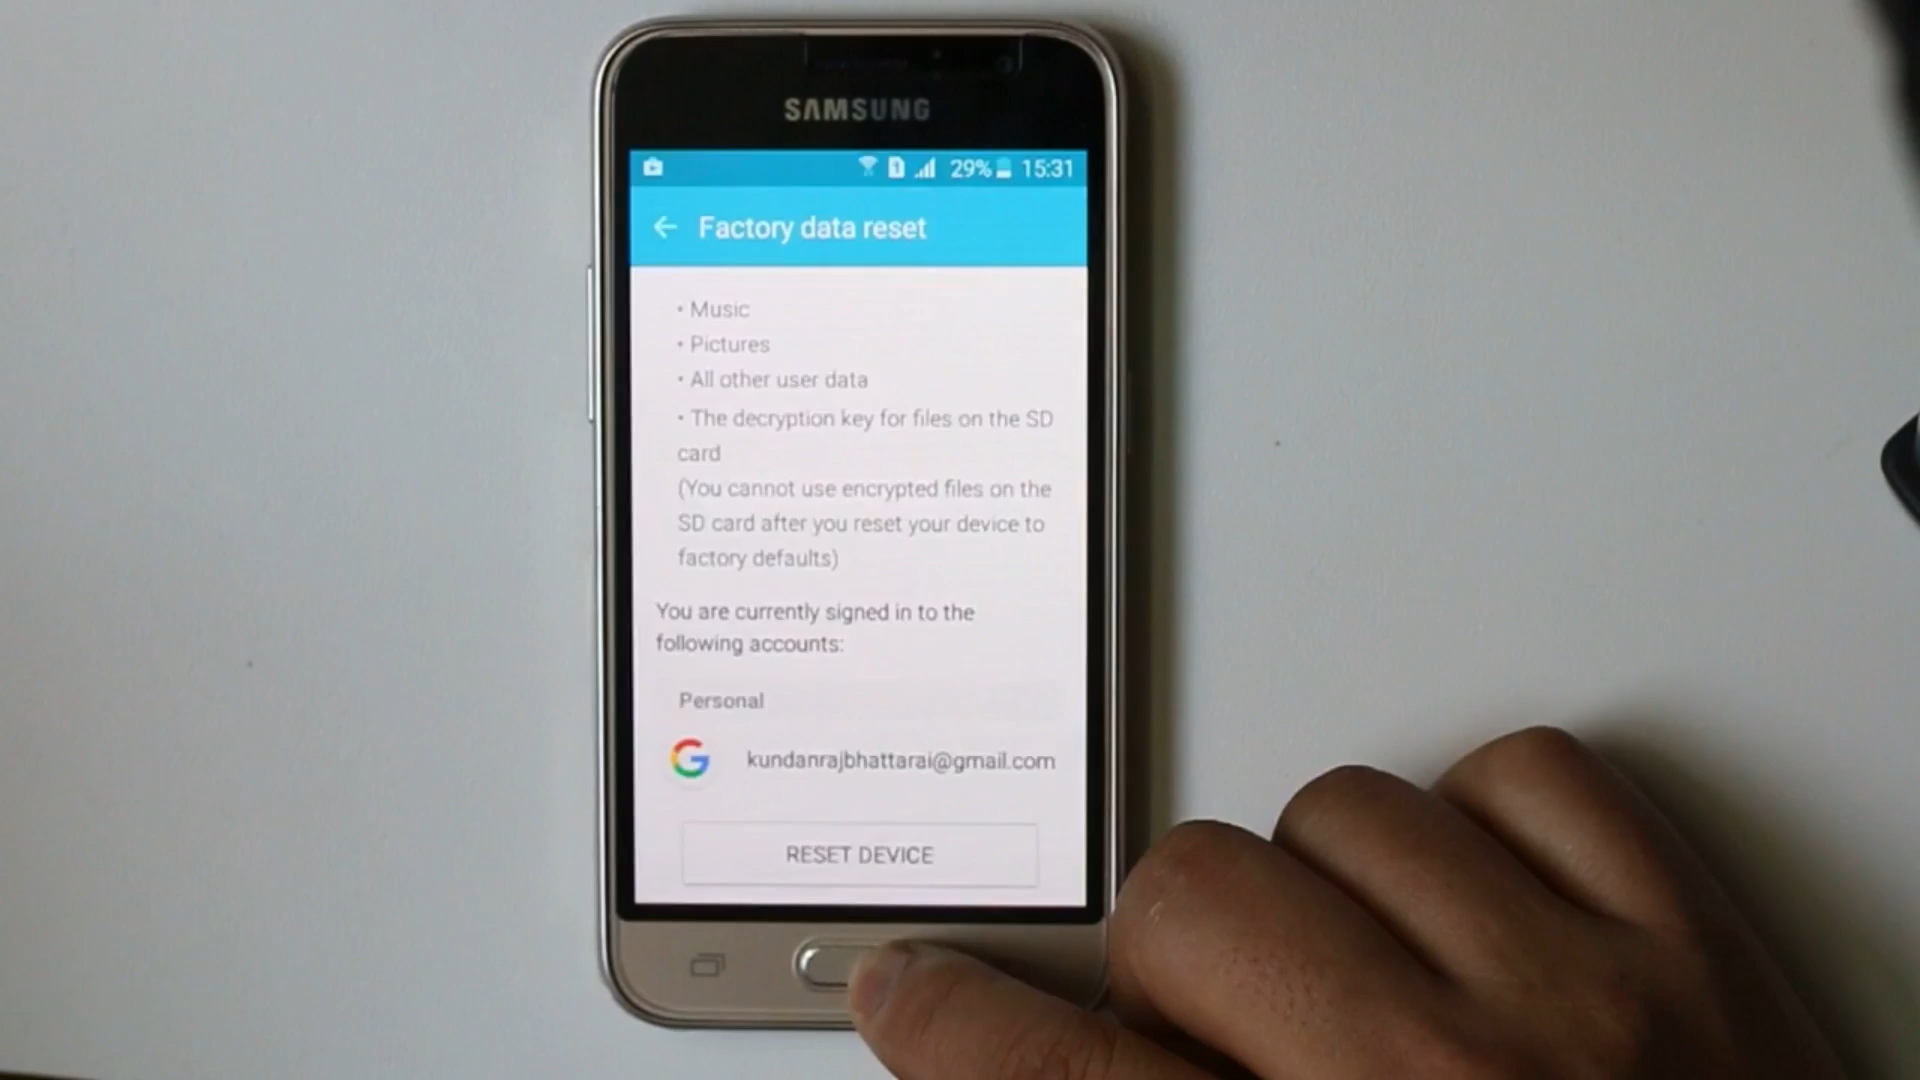 SAMSUNG
29% 15:31
Factory data reset
• Music
• Pictures
• All other user data
• The decryption key for files on the SD
card
(You cannot use encrypted files on the
SD card after you reset your device to
factory defaults)
You are currently signed in to the
following accounts:
Personal
kundanrajbhattarai@gmail.com
RESET DEVICE